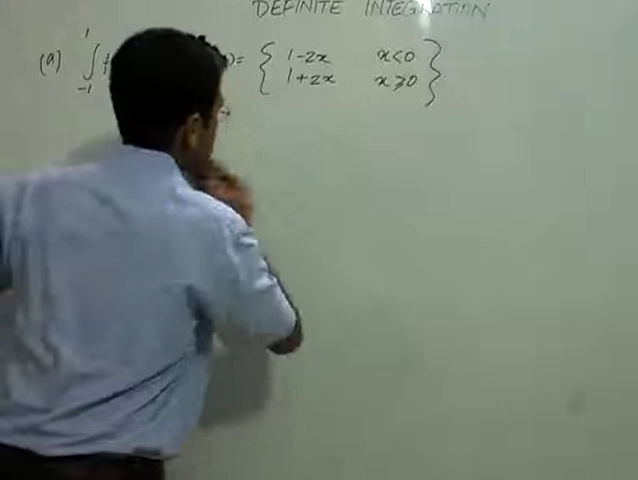 DEFINITE INTEGRATION
(a) ∫ 1 -1 f )= { 1-2x x<0
1+2x x≥0 }